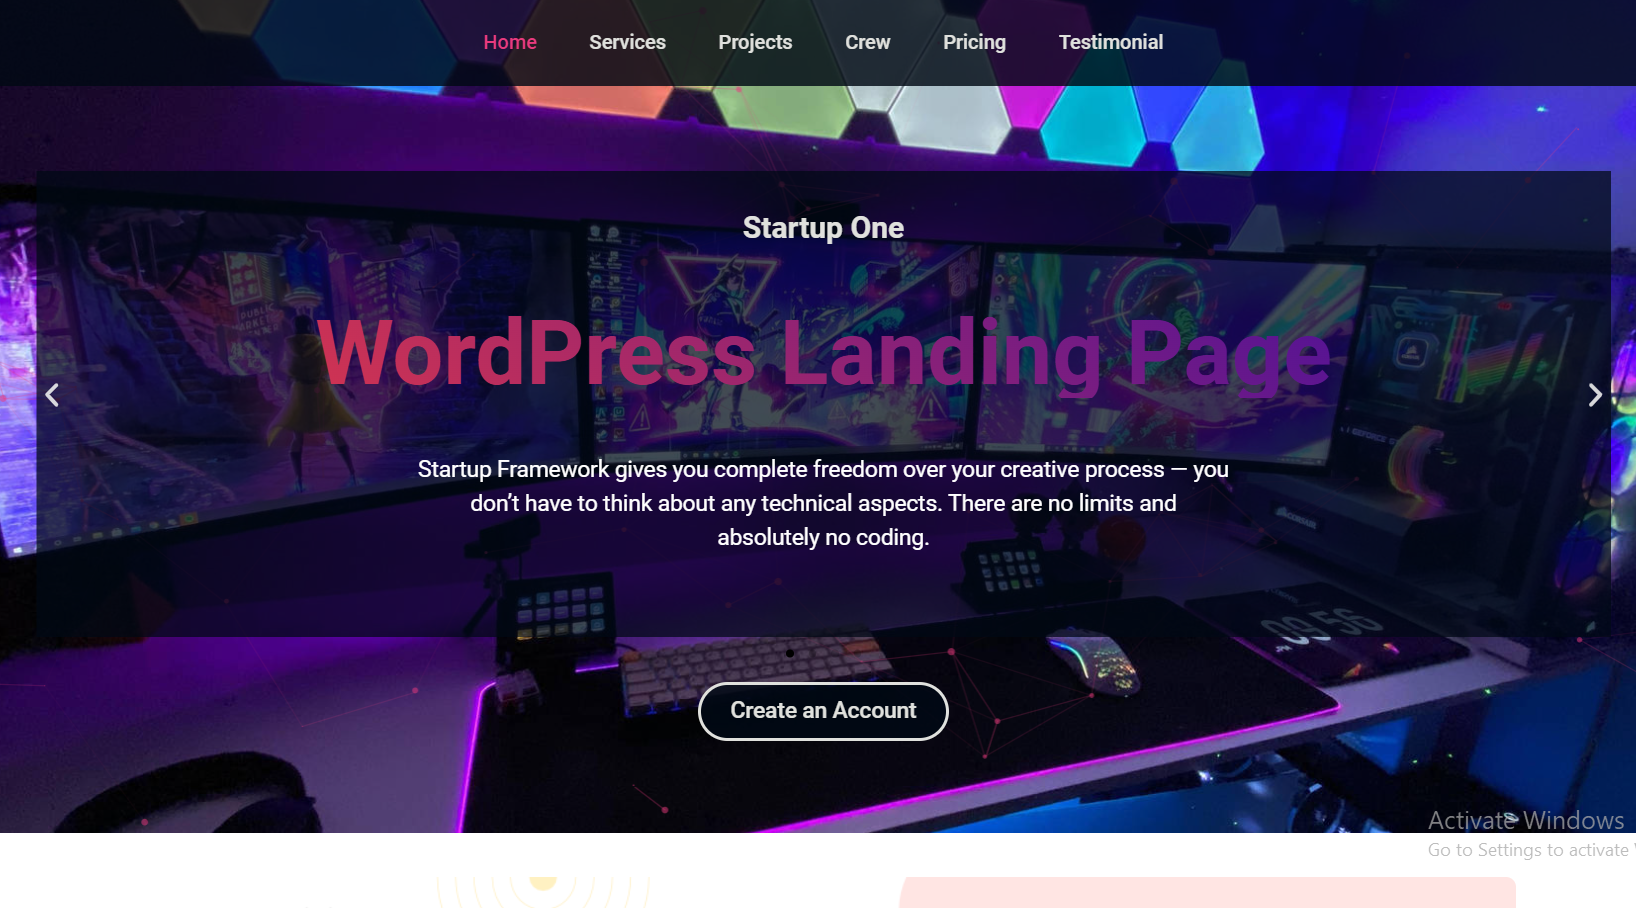 Home Services Projects Crew Pricing Testimonial
Startup One
WordPress Landing Page
Startup Framework gives you complete freedom over your creative process — you
don’t have to think about any technical aspects. There are no limits and
absolutely no coding.
Create an Account
Activate Windows
Go to Settings to activate